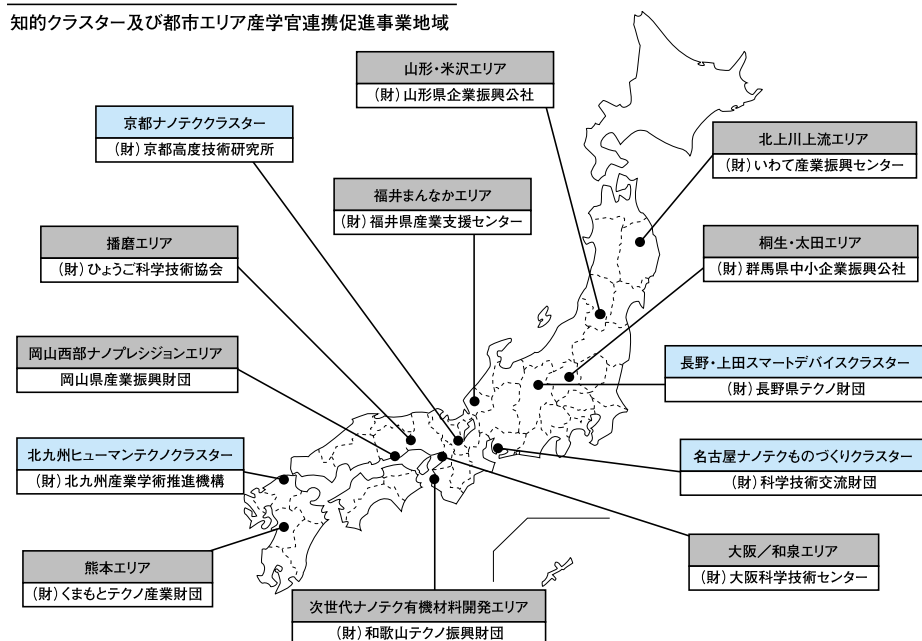 知的クラスター及び都市エリア産学官連携促進事業地域
山形・米沢エリア
(財)山形県企業振興公社
京都ナノテククラスター
(財)京都高度技術研究所
北上川上流エリア
(財)いわて産業振興センター
福井まんなかエリア
(財)福井県産業支援センター
播磨エリア
(財)ひょうご科学技術協会
桐生・太田エリア
(財)群馬県中小企業振興公社
岡山西部ナノプレシジョンエリア
岡山県産業振興財団
長野・上田スマートデバイスクラスター
(財)長野県テクノ財団
北九州ヒューマンテクノクラスター
(財)北九州産業学術推進機構
名古屋ナノテクものづくりクラスター
(財)科学技術交流財団
熊本エリア
(財)くまもとテクノ産業財団
大阪／和泉エリア
(財)大阪科学技術センター
次世代ナノテク有機材料開発エリア
(財)和歌山テクノ振興財団